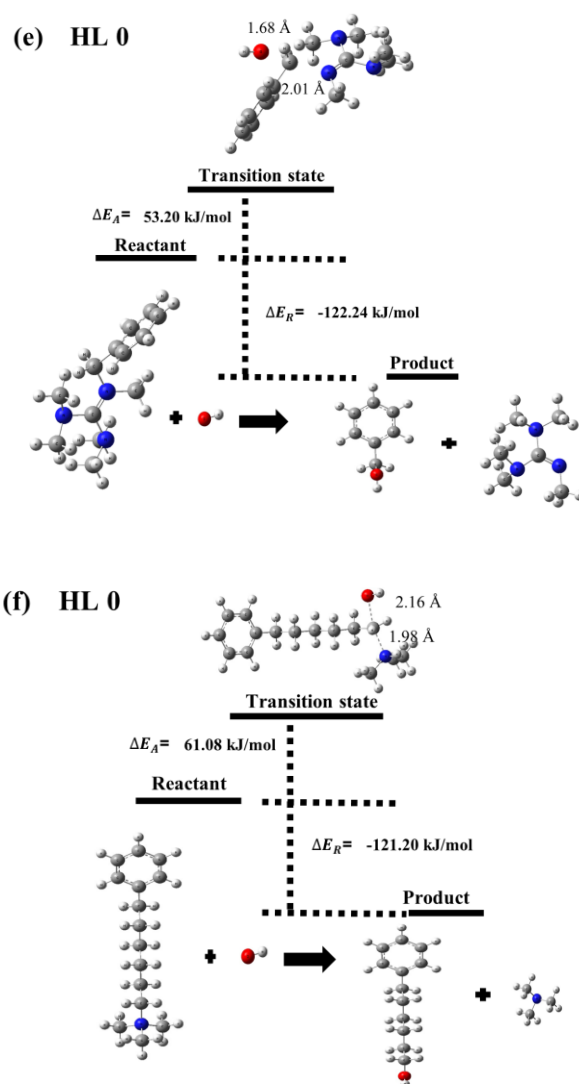 (e) HL 0
1.68 Å
2.01 Å
Transition state
ΔE_A= 53.20 kJ/mol
Reactant
ΔE_R= -122.24 kJ/mol
Product
+
+
(f) HL 0
2.16 Å
1.98 Å
Transition state
ΔE_A= 61.08 kJ/mol
Reactant
ΔE_R= -121.20 kJ/mol
Product
+
+